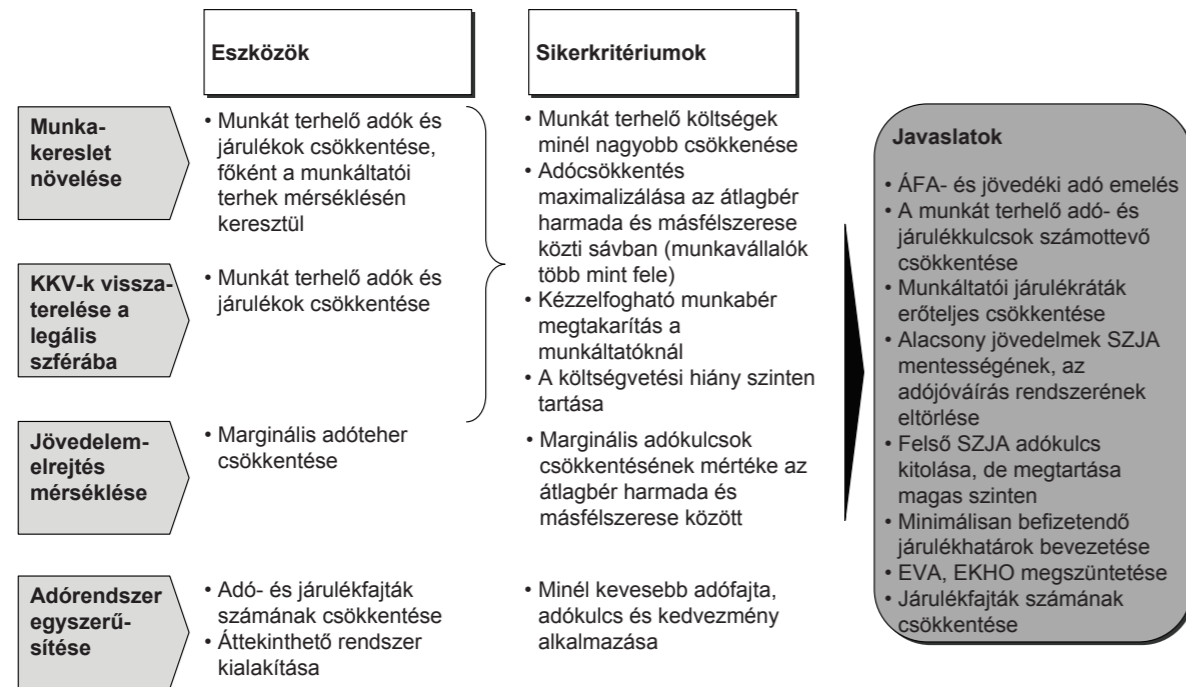 Eszközök
Sikerkritériumok
Munka-
kereslet
növelése
• Munkát terhelő adók és
járulékok csökkentése,
főként a munkáltatói
terhek mérséklésén
keresztül
KKV-k vissza-
terelése a
legális
szférába
• Munkát terhelő adók és
járulékok csökkentése
• Munkát terhelő költségek
minél nagyobb csökkenése
• Adócsökkentés
maximalizálása az átlagbér
harmada és másfélszerese
közti sávban (munkavállalók
több mint fele)
• Kézzelfogható munkabér
megtakarítás a
munkáltatóknál
• A költségvetési hiány szinten
tartása
Jövedelem-
elrejtés
mérséklése
• Marginális adóteher
csökkentése
• Marginális adókulcsok
csökkentésének mértéke az
átlagbér harmada és
másfélszerese között
Adórendszer
egyszerű-
sítése
• Adó- és járulékfajták
számának csökkentése
• Áttekinthető rendszer
kialakítása
• Minél kevesebb adófajta,
adókulcs és kedvezmény
alkalmazása
Javaslatok
• ÁFA- és jövedéki adó emelés
• A munkát terhelő adó- és
járulékkulcsok számottevő
csökkentése
• Munkáltatói járulékráták
erőteljes csökkentése
• Alacsony jövedelmek SZJA
mentességének, az
adójóváírás rendszerének
eltörlése
• Felső SZJA adókulcs
kitolása, de megtartása
magas szinten
• Minimálisan befizetendő
járulékhatárok bevezetése
• EVA, EKHO megszüntetése
• Járulékfajták számának
csökkentése